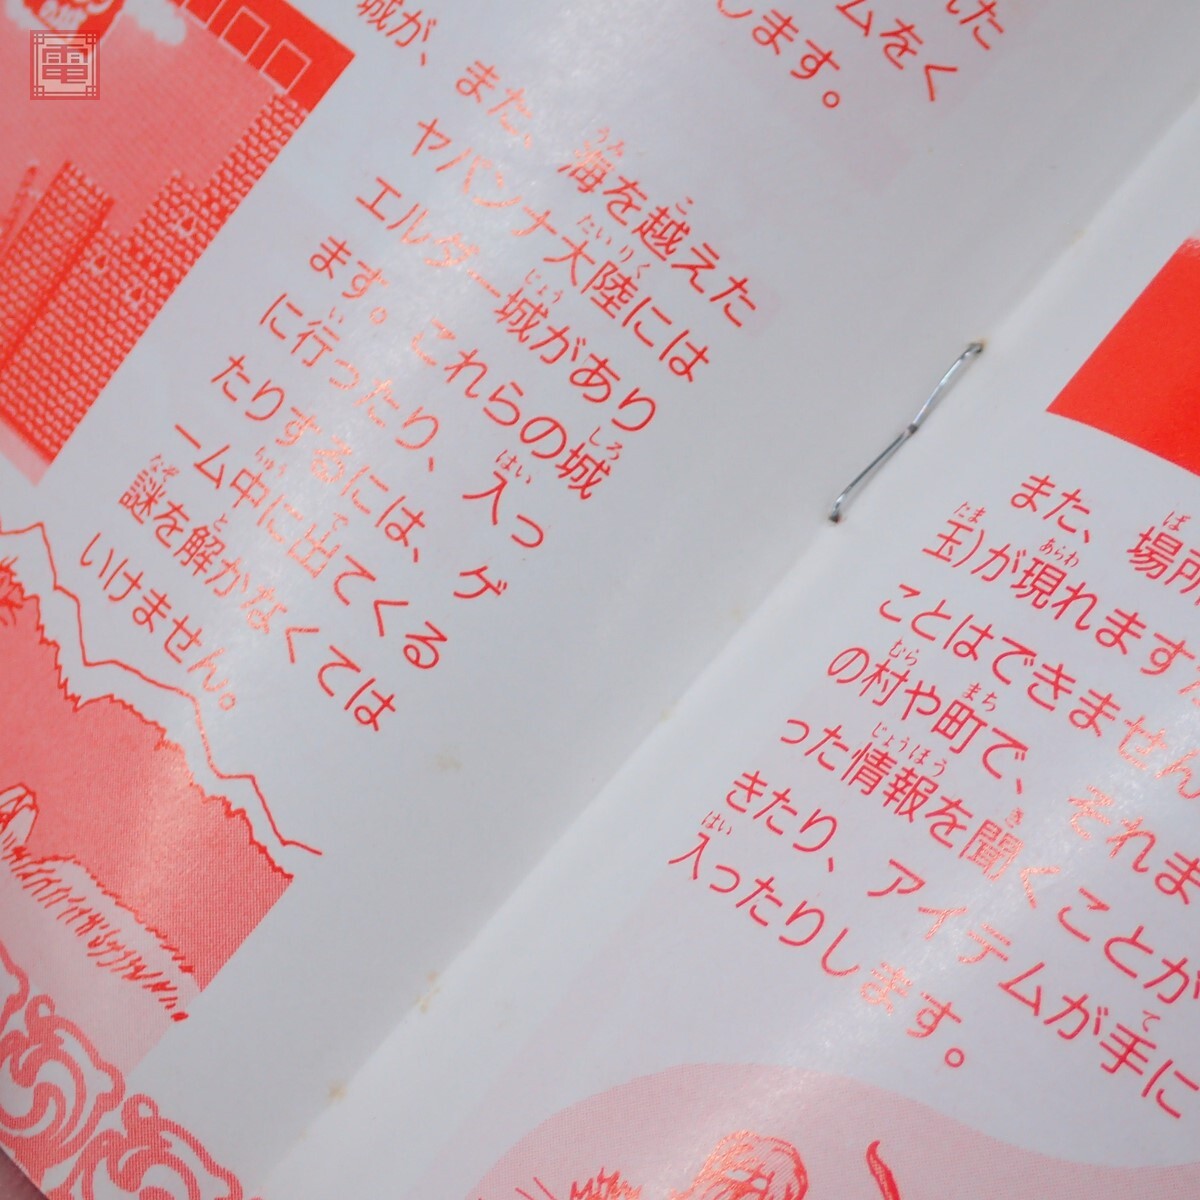 電
城が、
れた
ムをく
します。
また、海を越えた
ヤバンナ大陸には
エルダー城があり
ます。これらの城
に行ったり、入っ
たりするには、ゲ
ーム中に出てくる
謎を解かなくては
いけません。
また、場所
玉)が現れます
ことはできません
の村や町で、それま
った情報を聞くことが
きたり、アイテムが手に
入ったりします。